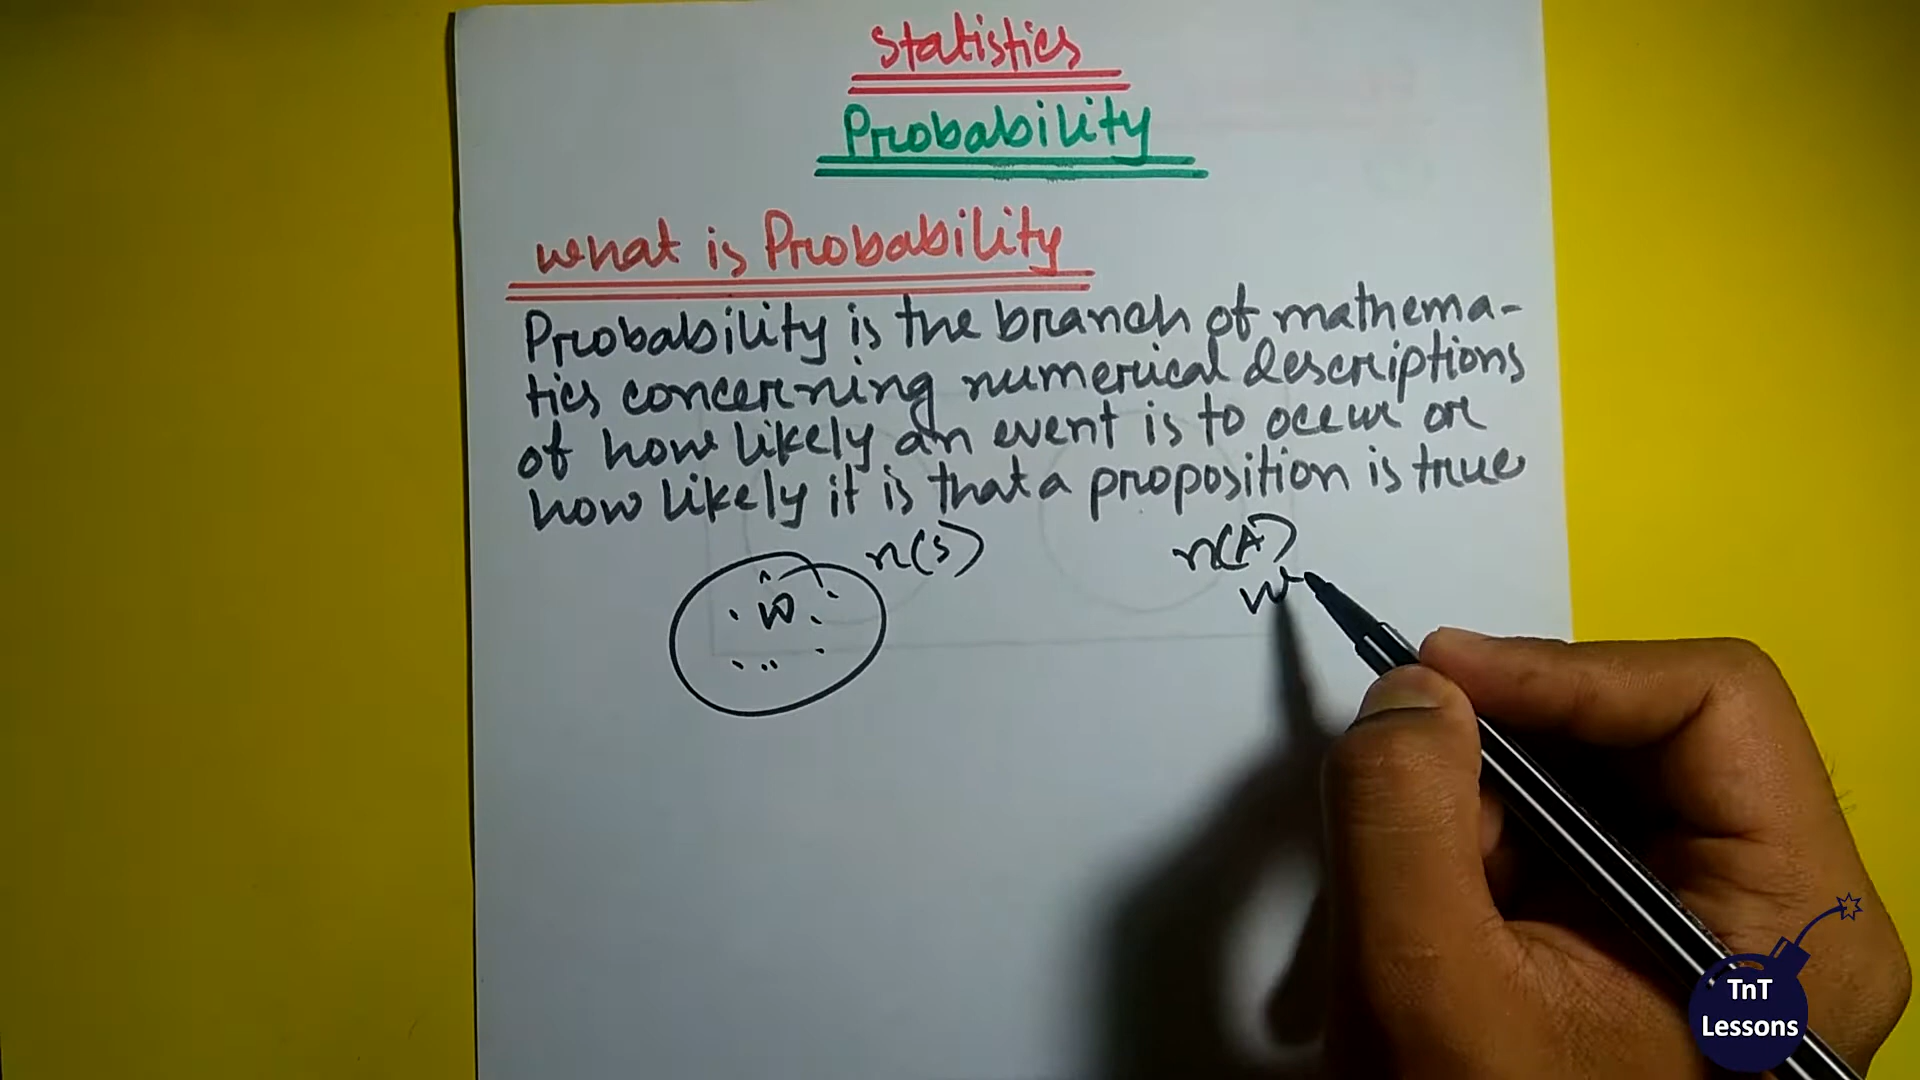 Statistics
Probability
What is Probability
Probability is the branch of mathema-
tics concerning numerical descriptions
of how likely an event is to occur or
how likely it is that a proposition is true
n(S) n(A)
TnT
Lessons